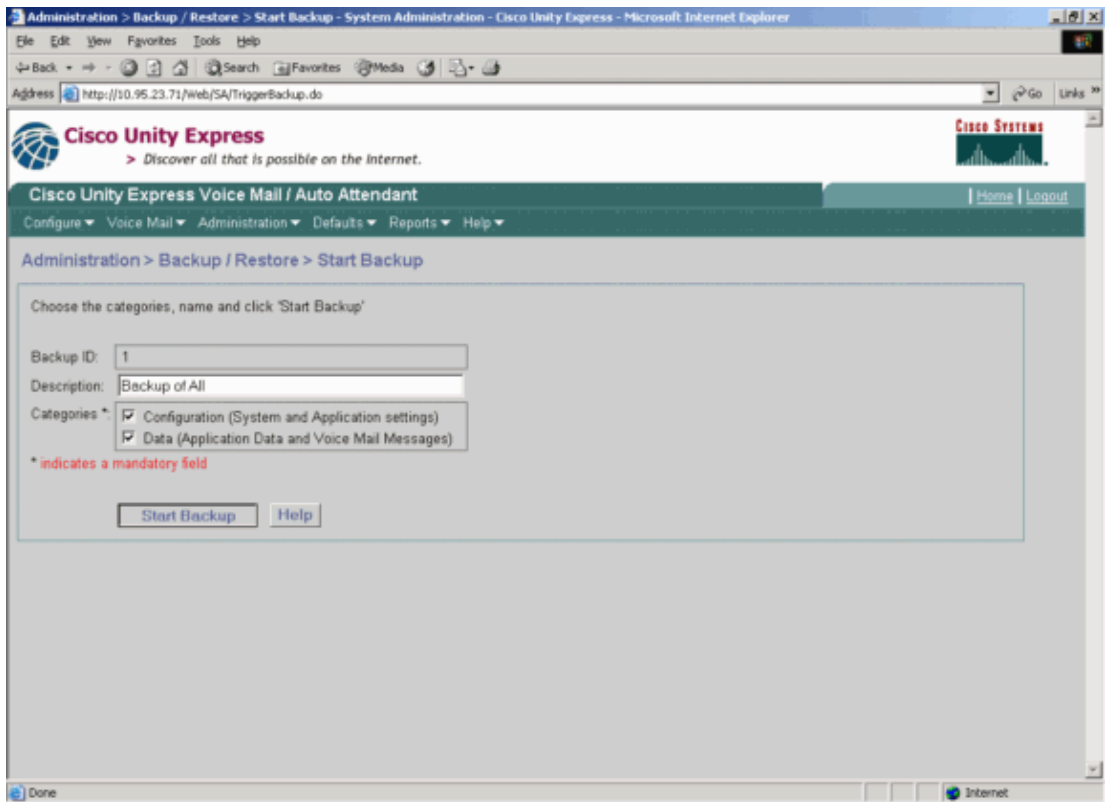 Administration > Backup / Restore > Start Backup - System Administration - Cisco Unity Express - Microsoft Internet Explorer
File Edit View Favorites Tools Help
Back Search Favorites Media
Address http://10.95.23.71/Web/SA/TriggerBackup.do Go Links »
Cisco Unity Express
> Discover all that is possible on the Internet.
CISCO SYSTEMS
Cisco Unity Express Voice Mail / Auto Attendant
| Home | Logout
Configure Voice Mail Administration Defaults Reports Help
Administration > Backup / Restore > Start Backup
Choose the categories, name and click 'Start Backup'
Backup ID: 1
Description: Backup of All
Categories *: Configuration (System and Application settings)
Data (Application Data and Voice Mail Messages)
* indicates a mandatory field
Start Backup Help
Done Internet